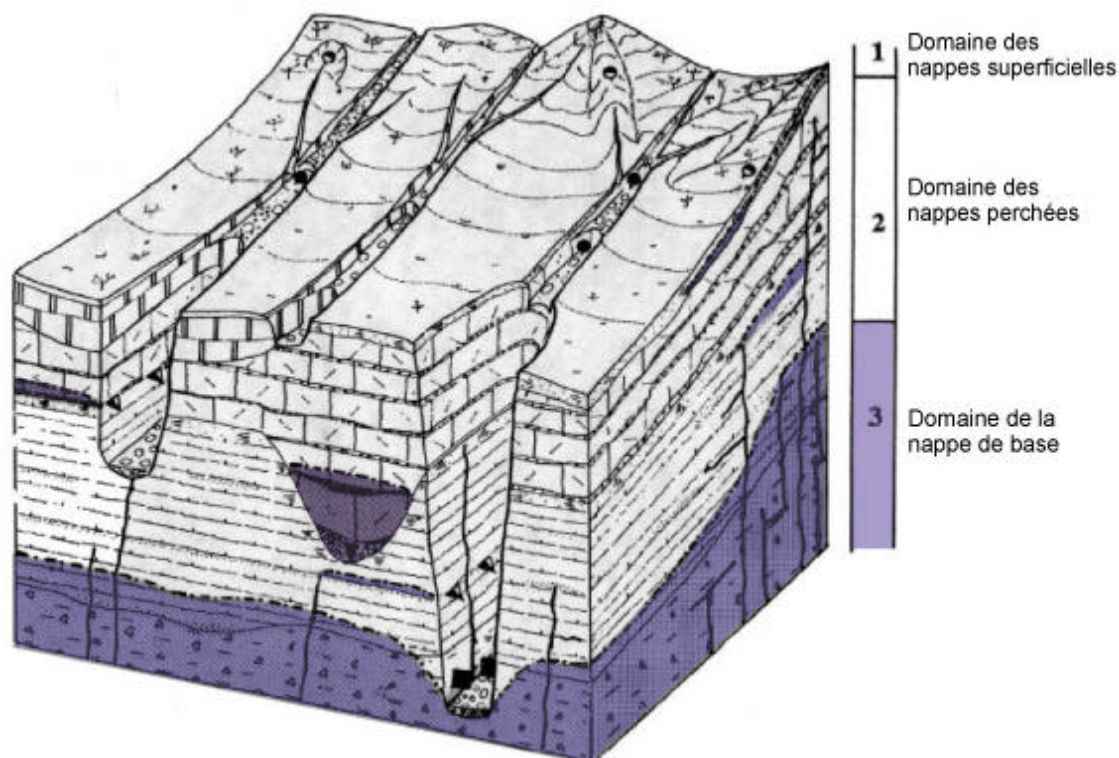 1 Domaine des
nappes superficielles
2 Domaine des
nappes perchées
3 Domaine de la
nappe de base